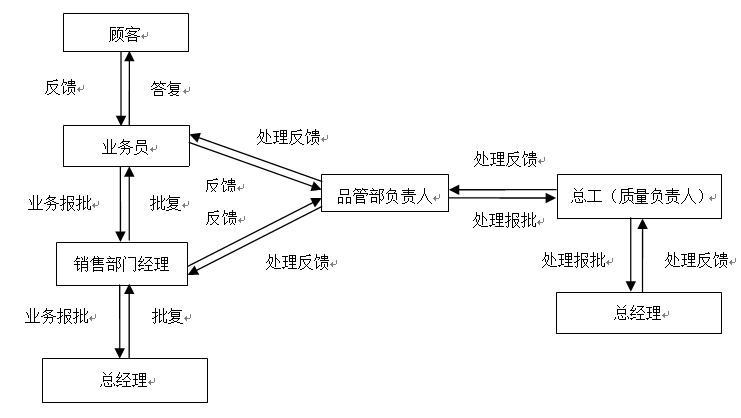 顾客
反馈
答复
业务员
处理反馈
反馈
业务报批
批复
反馈
处理反馈
销售部门经理
业务报批
批复
总经理
品管部负责人
处理反馈
处理报批
总工（质量负责人）
处理报批
处理反馈
总经理